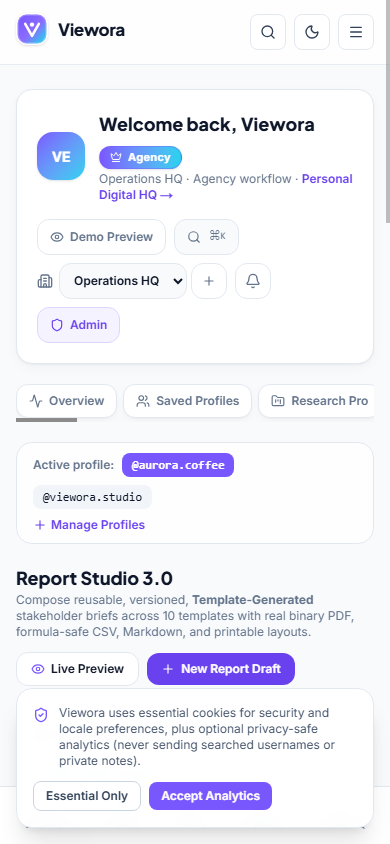 Viewora
Welcome back, Viewora
VE
Agency
Operations HQ · Agency workflow · Personal
Digital HQ →
Demo Preview
⌘K
Operations HQ
+
Admin
Overview
Saved Profiles
Research Pro
Active profile: @aurora.coffee
@viewora.studio
+ Manage Profiles
Report Studio 3.0
Compose reusable, versioned, Template-Generated
stakeholder briefs across 10 templates with real binary PDF,
formula-safe CSV, Markdown, and printable layouts.
Live Preview
+ New Report Draft
Viewora uses essential cookies for security and
locale preferences, plus optional privacy-safe
analytics (never sending searched usernames or
private notes).
Essential Only
Accept Analytics